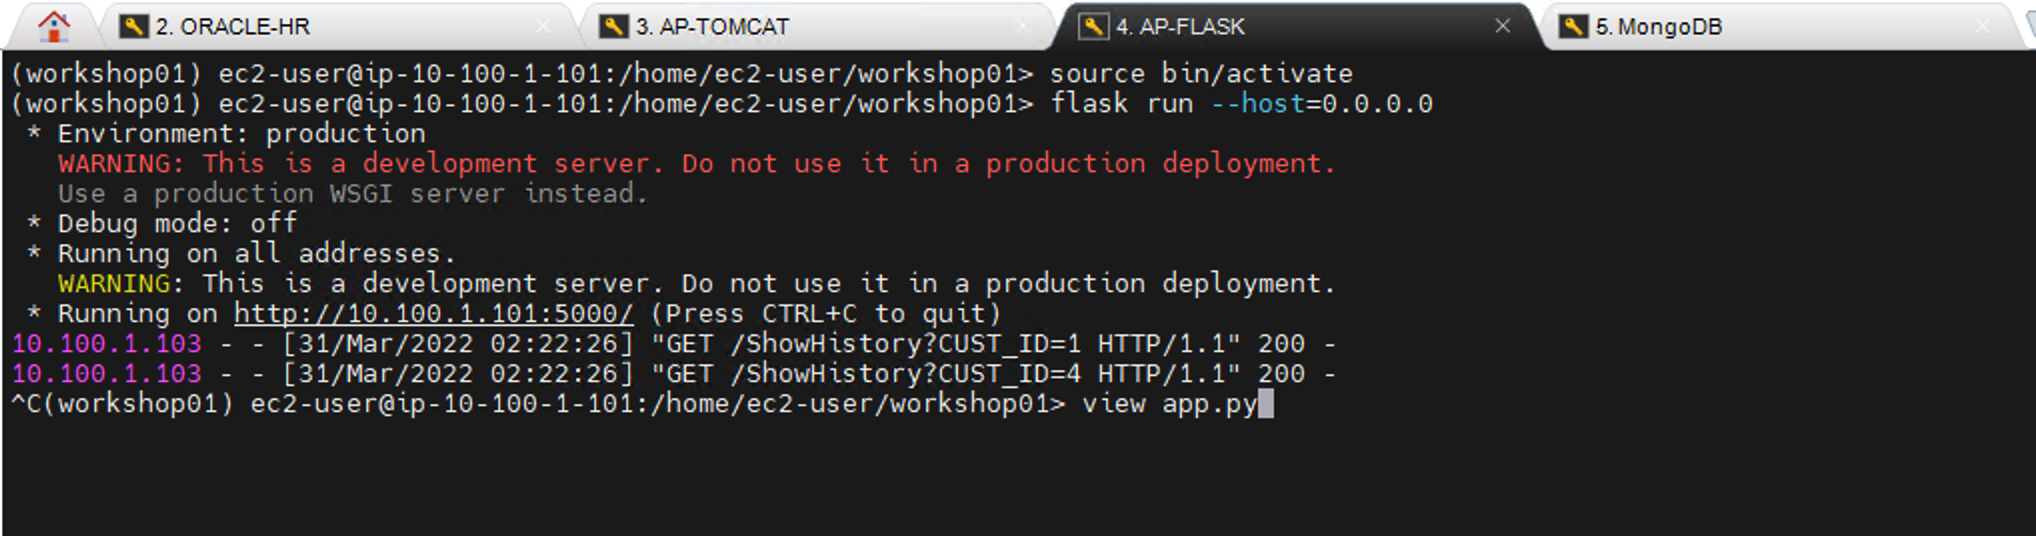 2. ORACLE-HR
3. AP-TOMCAT
4. AP-FLASK
5. MongoDB
(workshop01) ec2-user@ip-10-100-1-101:/home/ec2-user/workshop01> source bin/activate
(workshop01) ec2-user@ip-10-100-1-101:/home/ec2-user/workshop01> flask run --host=0.0.0.0
* Environment: production
WARNING: This is a development server. Do not use it in a production deployment.
Use a production WSGI server instead.
* Debug mode: off
* Running on all addresses.
WARNING: This is a development server. Do not use it in a production deployment.
* Running on http://10.100.1.101:5000/ (Press CTRL+C to quit)
10.100.1.103 - - [31/Mar/2022 02:22:26] "GET /ShowHistory?CUST_ID=1 HTTP/1.1" 200 -
10.100.1.103 - - [31/Mar/2022 02:22:26] "GET /ShowHistory?CUST_ID=4 HTTP/1.1" 200 -
^C(workshop01) ec2-user@ip-10-100-1-101:/home/ec2-user/workshop01> view app.py